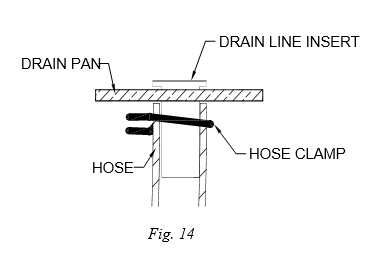 DRAIN LINE INSERT
DRAIN PAN
HOSE
HOSE CLAMP
Fig. 14